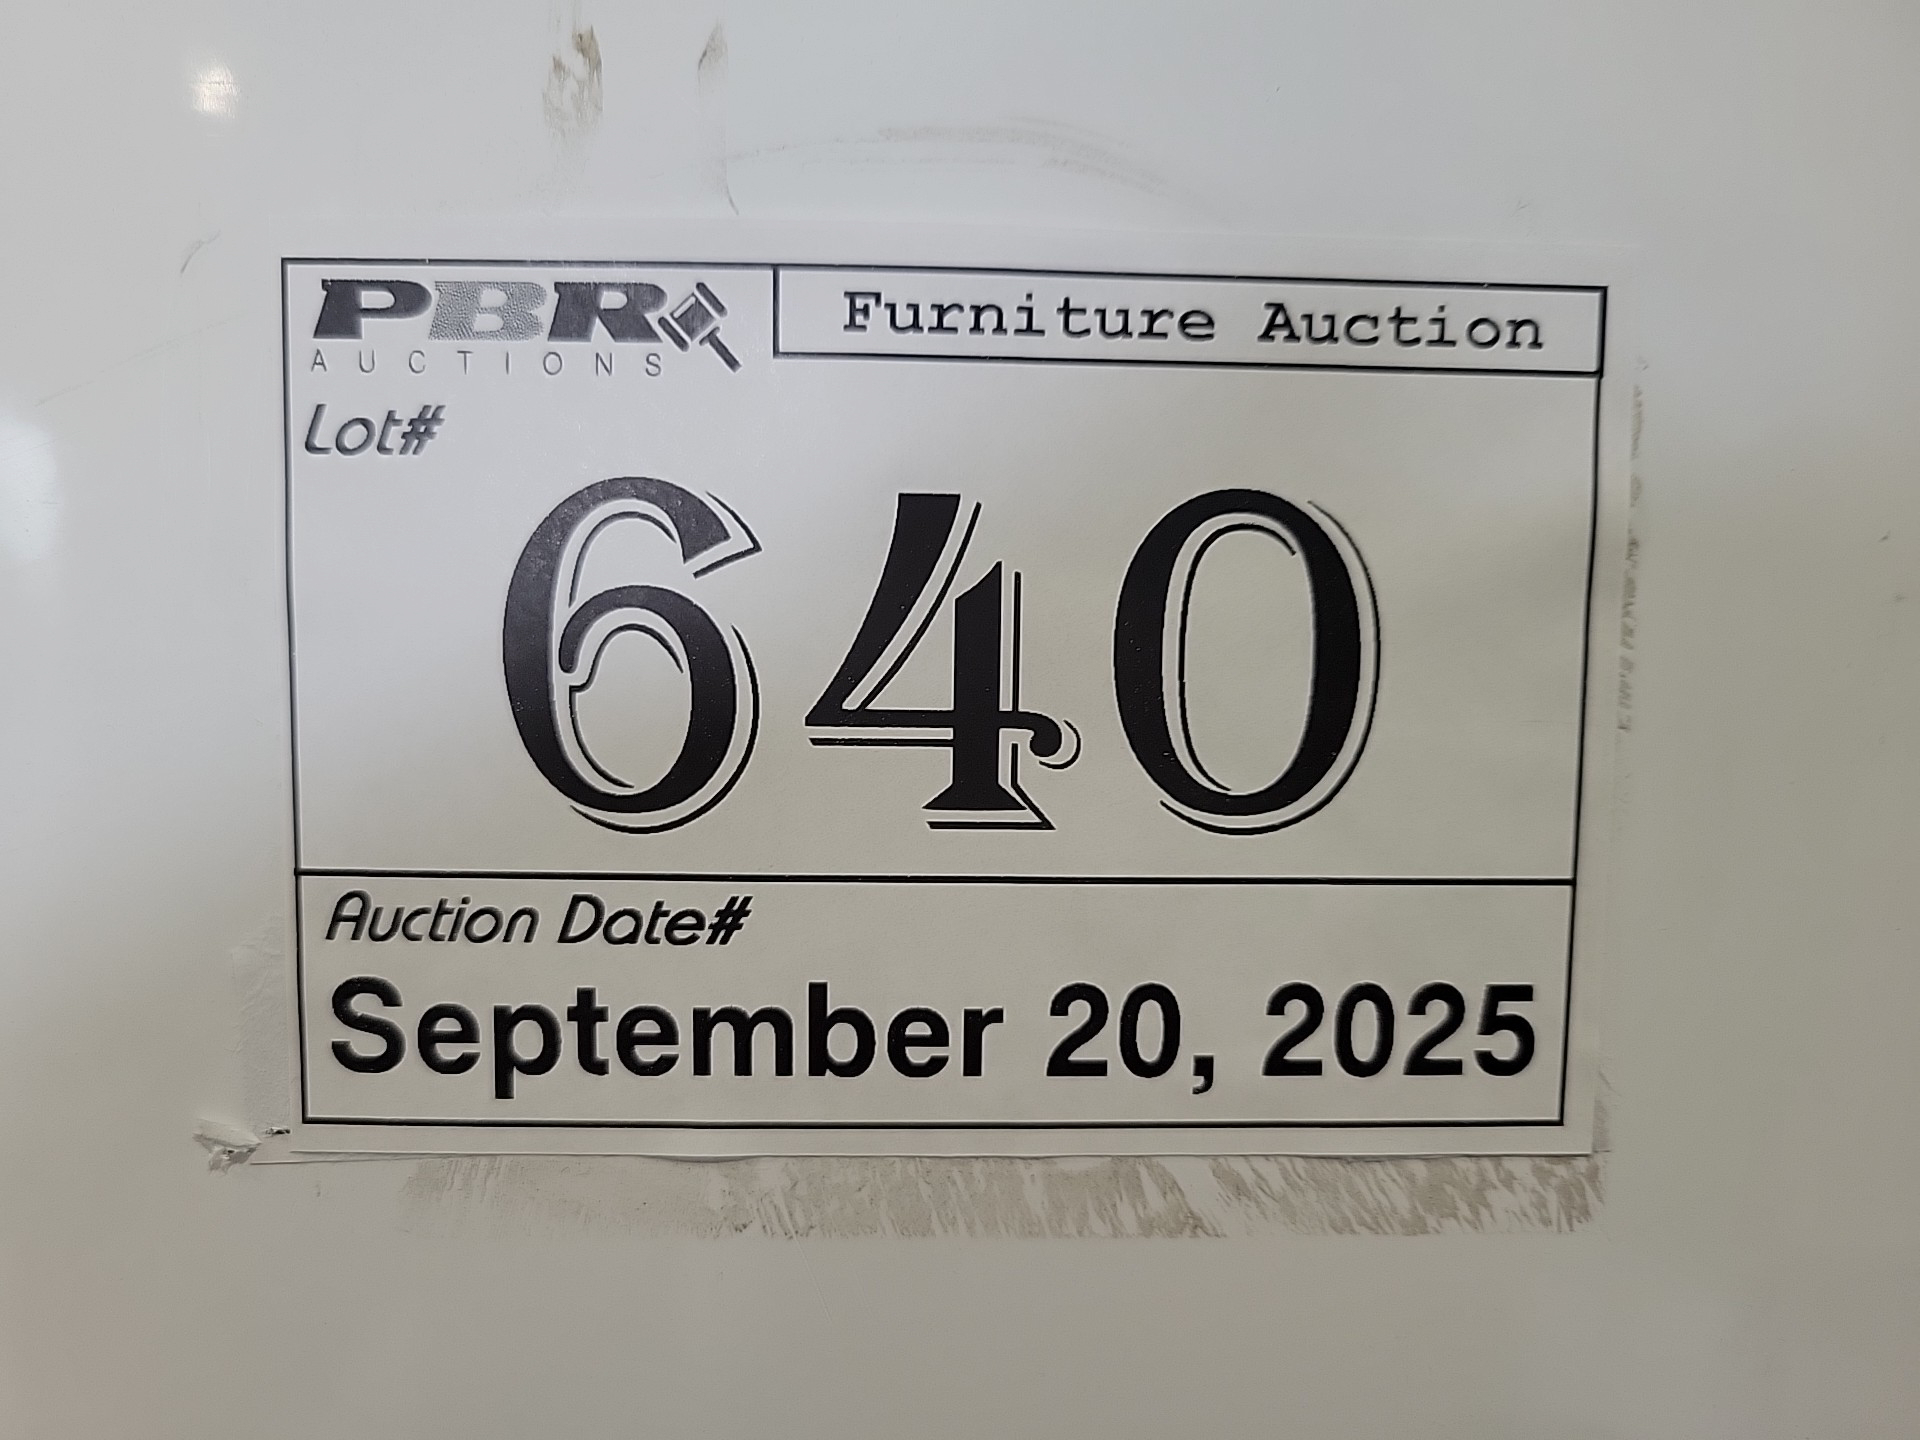 PBR
AUCTIONS
Furniture Auction
Lot#
640
Auction Date#
September 20, 2025